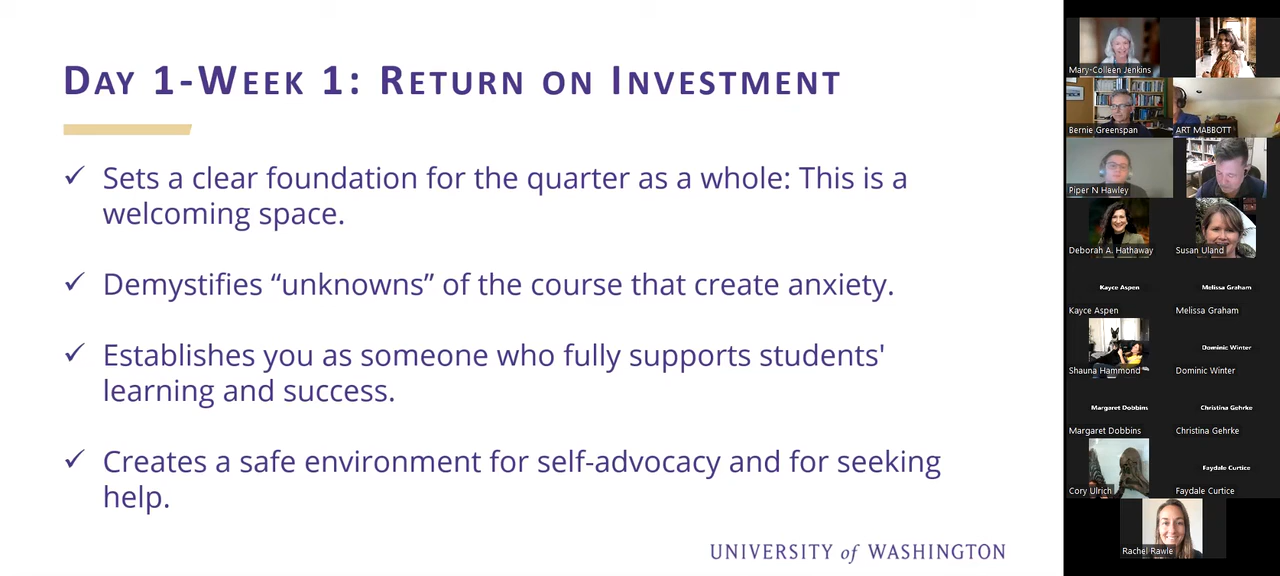 DAY 1-WEEK 1: RETURN ON INVESTMENT
✓ Sets a clear foundation for the quarter as a whole: This is a
welcoming space.
✓ Demystifies “unknowns” of the course that create anxiety.
✓ Establishes you as someone who fully supports students'
learning and success.
✓ Creates a safe environment for self-advocacy and for seeking
help.
UNIVERSITY of WASHINGTON
Mary-Colleen Jenkins
Bernie Greenspan
ART MABBOTT
Piper N Hawley
Deborah A. Hathaway
Susan Uland
Kayce Aspen
Melissa Graham
Kayce Aspen
Melissa Graham
Dominic Winter
Shauna Hammond
Dominic Winter
Margaret Dobbins
Christina Gehrke
Margaret Dobbins
Christina Gehrke
Faydale Curtice
Cory Ulrich
Faydale Curtice
Rachel Rawle